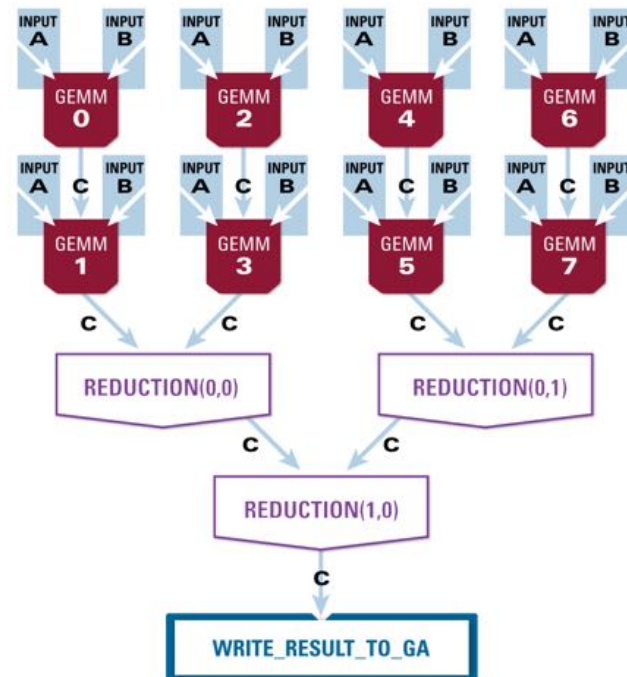 INPUT INPUT INPUT INPUT INPUT INPUT INPUT INPUT
A B A B A B A B
GEMM GEMM GEMM GEMM
0 2 4 6
INPUT INPUT INPUT INPUT INPUT INPUT INPUT INPUT
A C B A C B A C B A C B
GEMM GEMM GEMM GEMM
1 3 5 7
C C C C
REDUCTION(0,0) REDUCTION(0,1)
C C
REDUCTION(1,0)
C
WRITE_RESULT_TO_GA